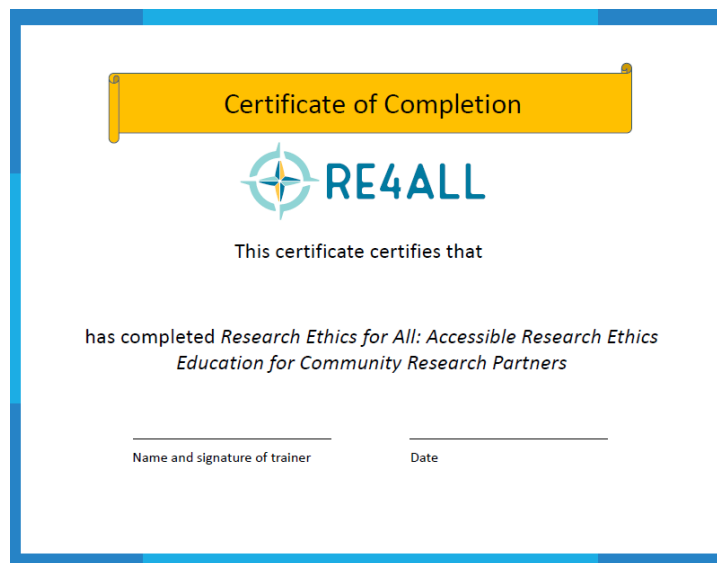 Certificate of Completion
RE4ALL
This certificate certifies that
has completed Research Ethics for All: Accessible Research Ethics
Education for Community Research Partners
Name and signature of trainer
Date